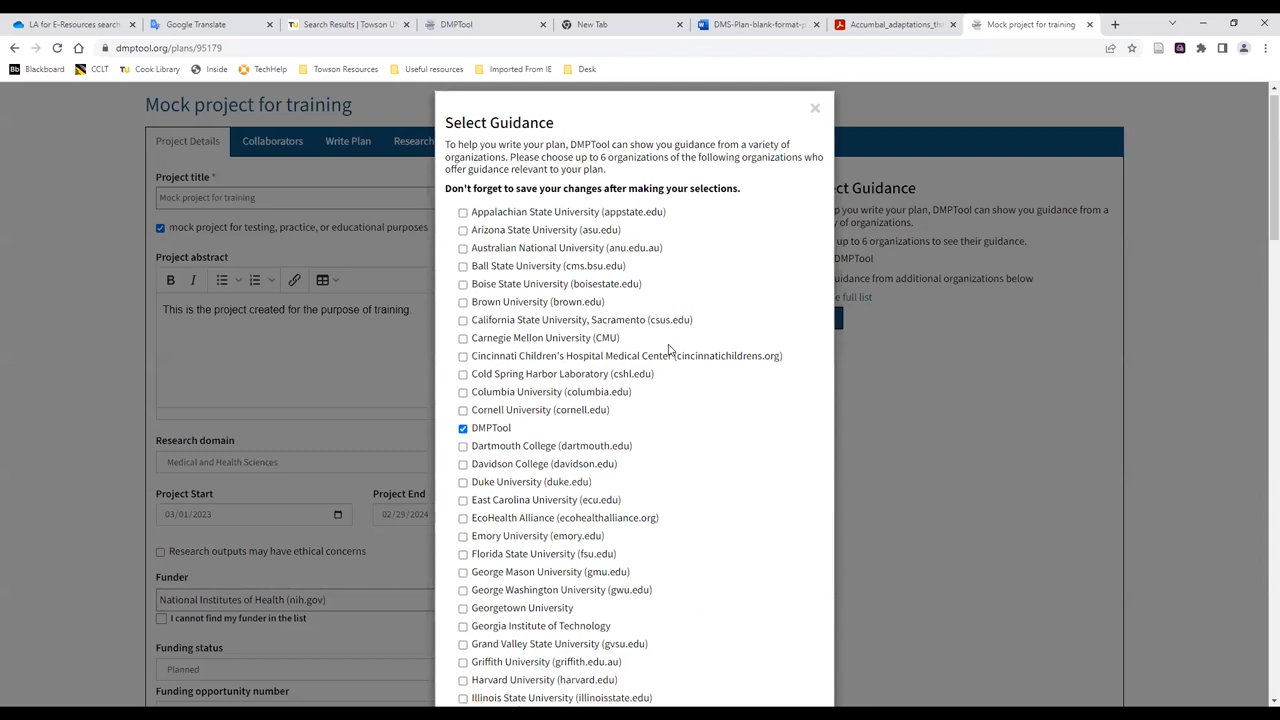 LA for E-Resources search
Google Translate
Search Results | Towson U
DMPTool
New Tab
DMS-Plan-blank-format-p
Accumbal_adaptations_the
Mock project for training
dmptool.org/plans/95179
Bb Blackboard
CCLT
TU Cook Library
Inside
TechHelp
Towson Resources
Useful resources
Imported From IE
Desk
Mock project for training
Project Details
Collaborators
Write Plan
Research
Project title *
Mock project for training
mock project for testing, practice, or educational purposes
Project abstract
B I
This is the project created for the purpose of training.
Research domain
Medical and Health Sciences
Project Start
Project End
03/01/2023
02/29/2024
Research outputs may have ethical concerns
Funder
National Institutes of Health (nih.gov)
I cannot find my funder in the list
Funding status
Planned
Funding opportunity number
Select Guidance
To help you write your plan, DMPTool can show you guidance from a variety of
organizations. Please choose up to 6 organizations of the following organizations who
offer guidance relevant to your plan.
Don't forget to save your changes after making your selections.
Appalachian State University (appstate.edu)
Arizona State University (asu.edu)
Australian National University (anu.edu.au)
Ball State University (cms.bsu.edu)
Boise State University (boisestate.edu)
Brown University (brown.edu)
California State University, Sacramento (csus.edu)
Carnegie Mellon University (CMU)
Cincinnati Children's Hospital Medical Center (cincinnatichildrens.org)
Cold Spring Harbor Laboratory (cshl.edu)
Columbia University (columbia.edu)
Cornell University (cornell.edu)
DMPTool
Dartmouth College (dartmouth.edu)
Davidson College (davidson.edu)
Duke University (duke.edu)
East Carolina University (ecu.edu)
EcoHealth Alliance (ecohealthalliance.org)
Emory University (emory.edu)
Florida State University (fsu.edu)
George Mason University (gmu.edu)
George Washington University (gwu.edu)
Georgetown University
Georgia Institute of Technology
Grand Valley State University (gvsu.edu)
Griffith University (griffith.edu.au)
Harvard University (harvard.edu)
Illinois State University (illinoisstate.edu)
ect Guidance
p you write your plan, DMPTool can show you guidance from a
y of organizations.
up to 6 organizations to see their guidance.
DMPTool
uidance from additional organizations below
e full list